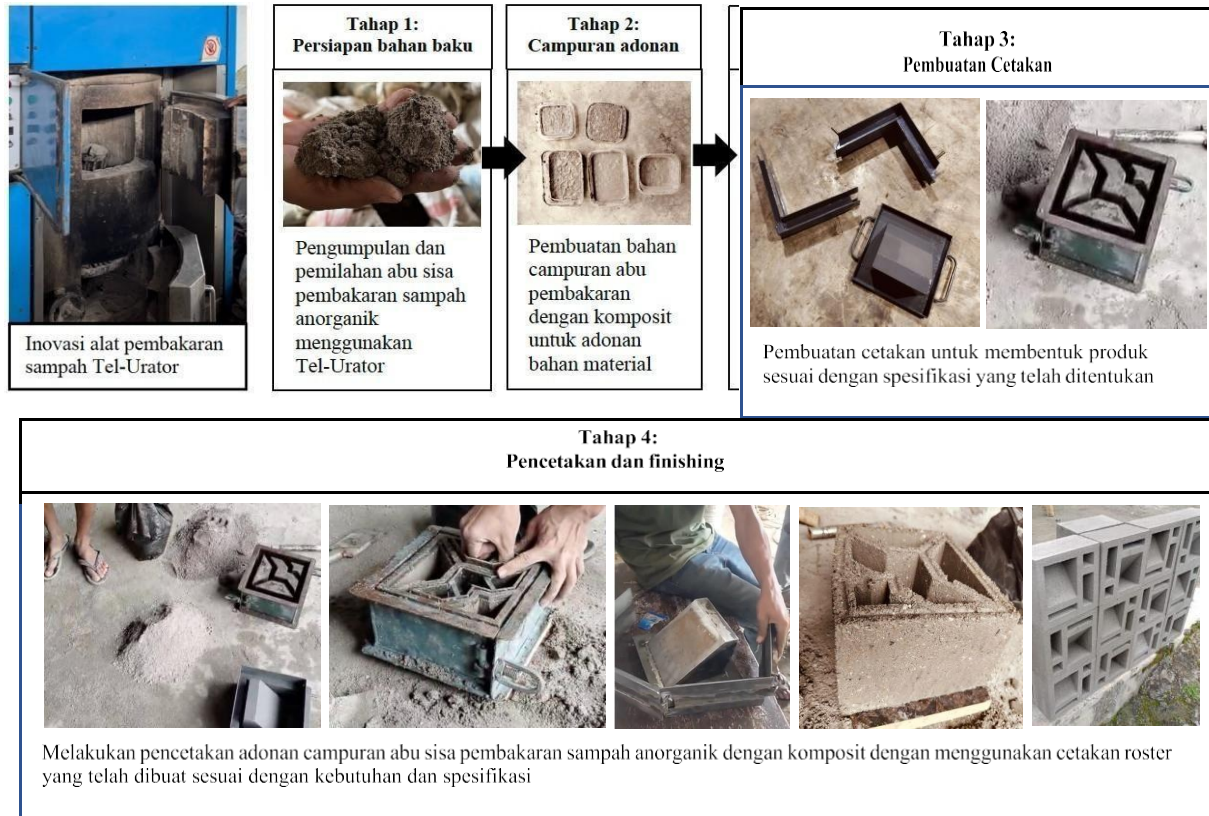 Inovasi alat pembakaran
sampah Tel-Urator
Tahap 1:
Persiapan bahan baku
Pengumpulan dan
pemilahan abu sisa
pembakaran sampah
anorganik
menggunakan
Tel-Urator
Tahap 2:
Campuran adonan
Pembuatan bahan
campuran abu
pembakaran
dengan komposit
untuk adonan
bahan material
Tahap 3:
Pembuatan Cetakan
Pembuatan cetakan untuk membentuk produk
sesuai dengan spesifikasi yang telah ditentukan
Tahap 4:
Pencetakan dan finishing
Melakukan pencetakan adonan campuran abu sisa pembakaran sampah anorganik dengan komposit dengan menggunakan cetakan roster
yang telah dibuat sesuai dengan kebutuhan dan spesifikasi